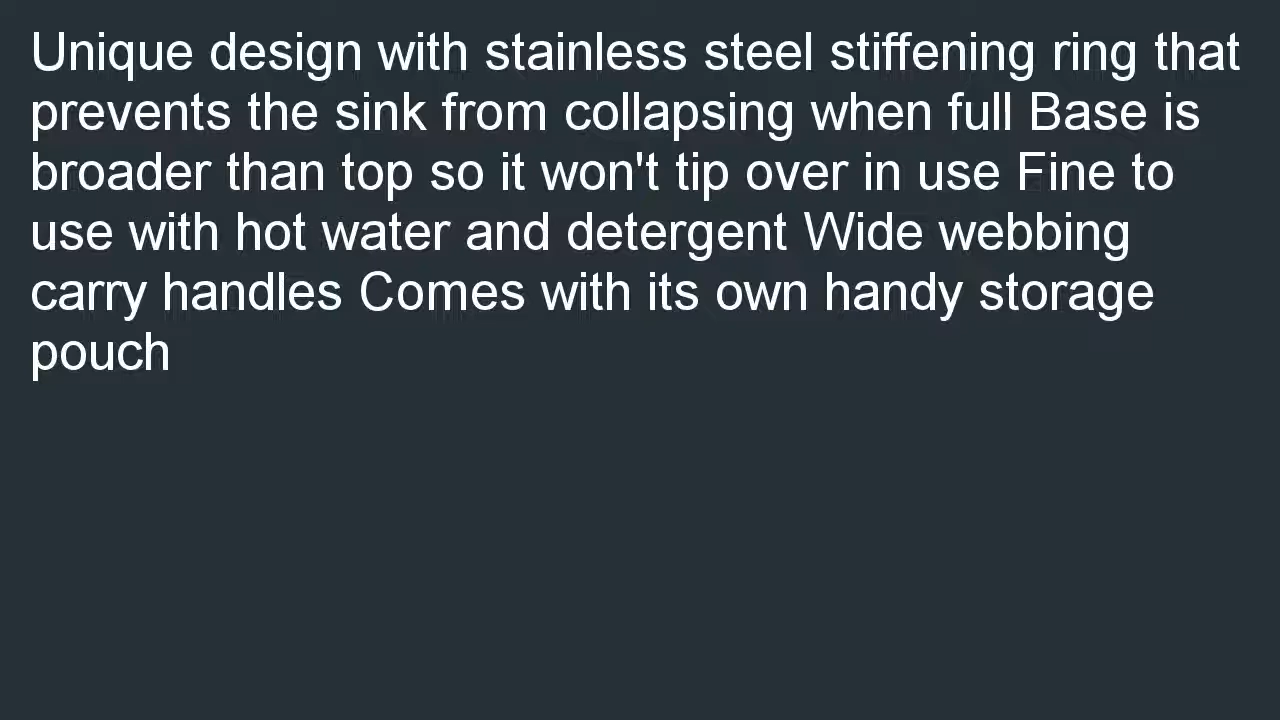 Unique design with stainless steel stiffening ring that
prevents the sink from collapsing when full Base is
broader than top so it won't tip over in use Fine to
use with hot water and detergent Wide webbing
carry handles Comes with its own handy storage
pouch